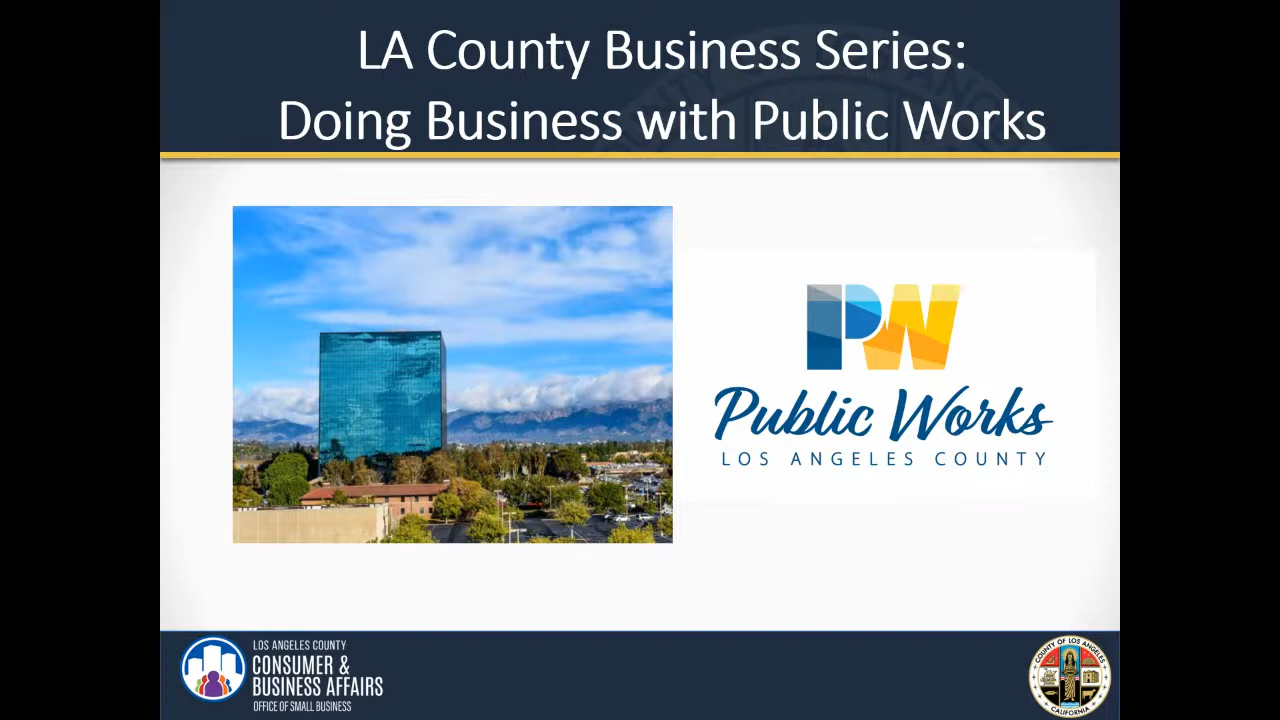 LA County Business Series:
Doing Business with Public Works
PW
Public Works
LOS ANGELES COUNTY
LOS ANGELES COUNTY
CONSUMER &
BUSINESS AFFAIRS
OFFICE OF SMALL BUSINESS
COUNTY OF LOS ANGELES
CALIFORNIA